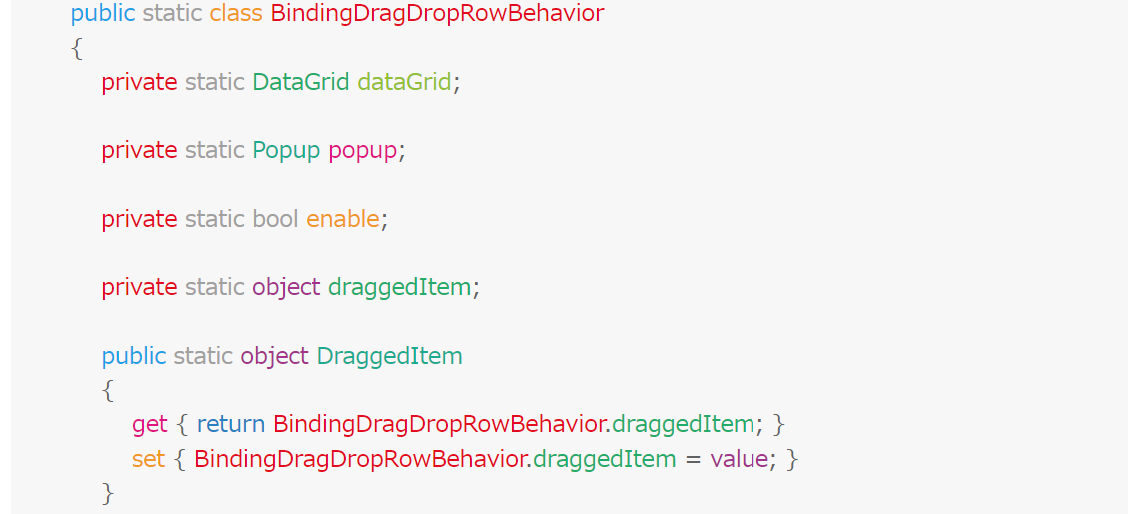 public static class BindingDragDropRowBehavior
{
private static DataGrid dataGrid;
private static Popup popup;
private static bool enable;
private static object draggedItem;
public static object DraggedItem
{
get { return BindingDragDropRowBehavior.draggedItem; }
set { BindingDragDropRowBehavior.draggedItem = value; }
}